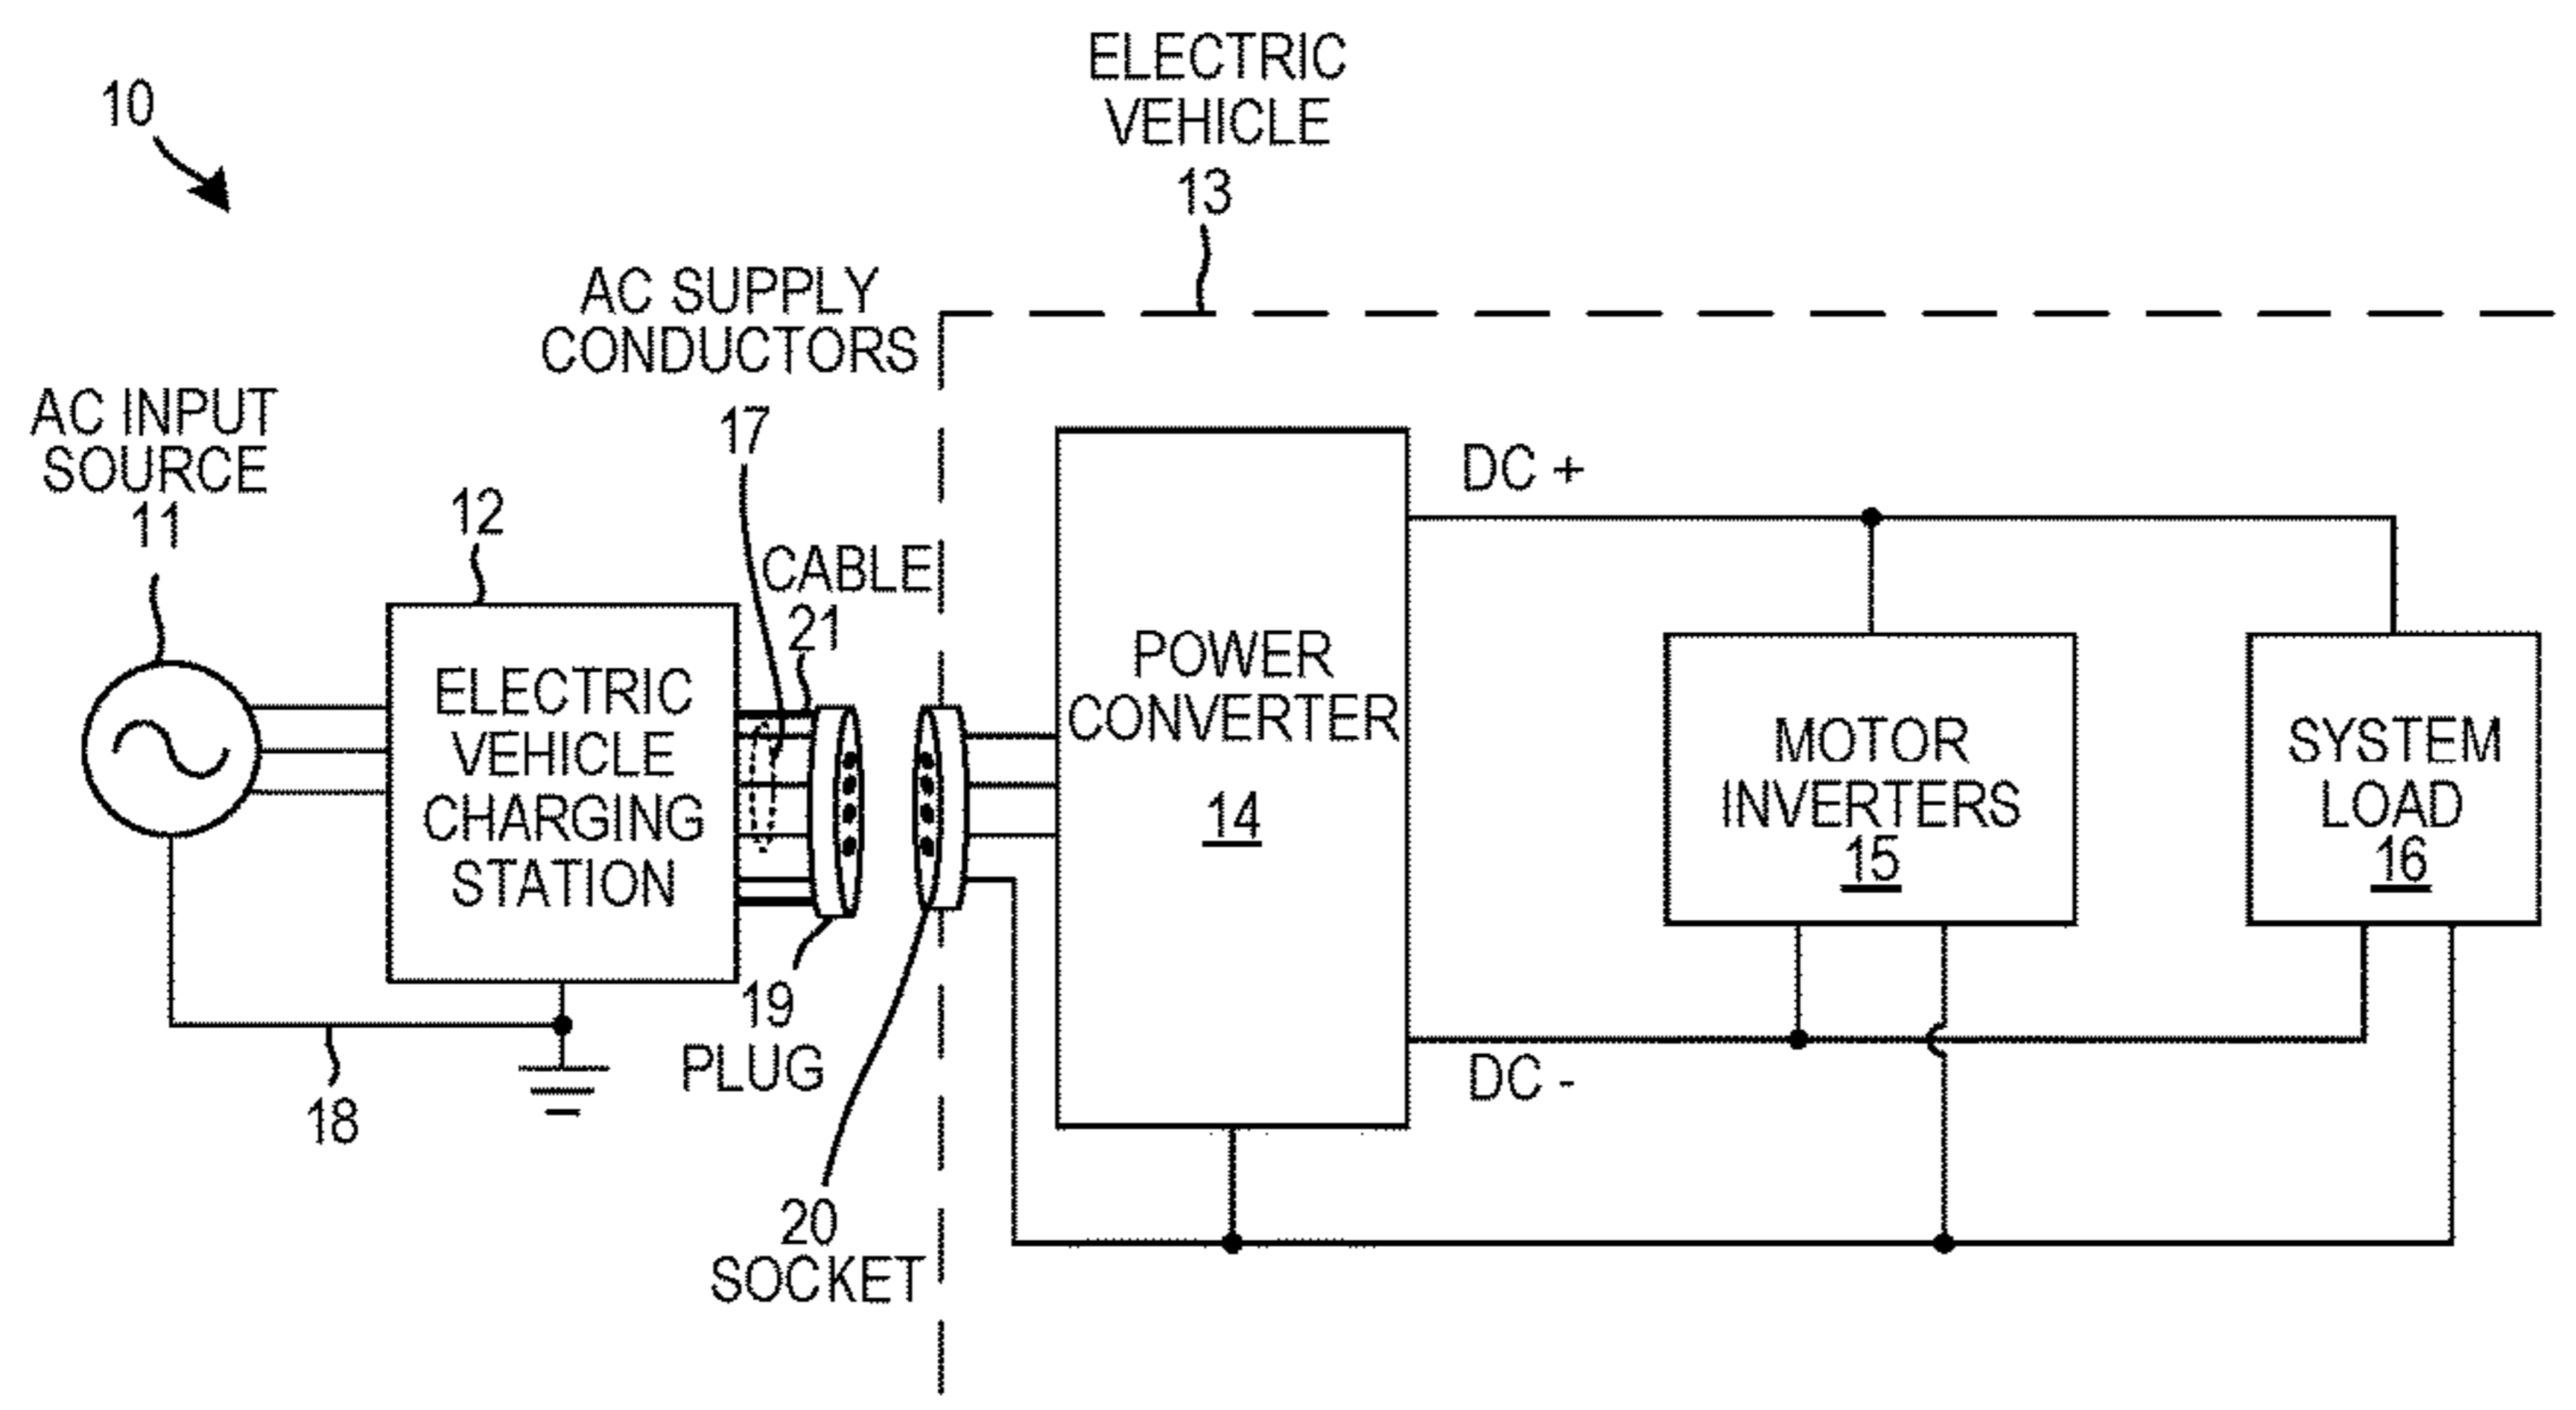 10
ELECTRIC
VEHICLE
13
AC SUPPLY
CONDUCTORS
17
AC INPUT
SOURCE
11
12
CABLE
21
ELECTRIC
VEHICLE
CHARGING
STATION
18
19
PLUG
20
SOCKET
POWER
CONVERTER
14
DC +
DC -
MOTOR
INVERTERS
15
SYSTEM
LOAD
16